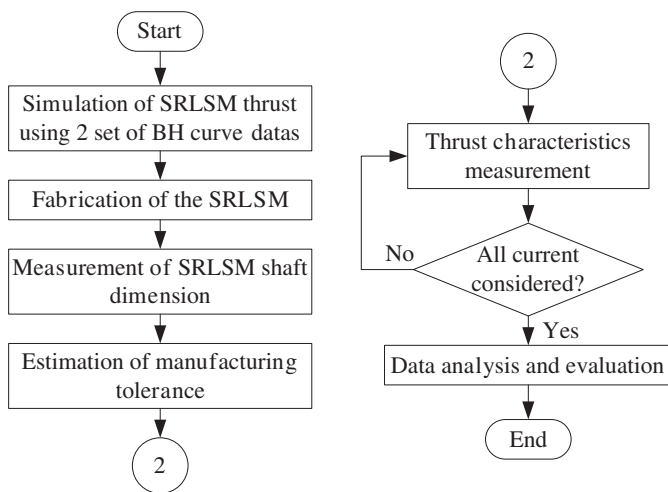 Start
Simulation of SRLSM thrust
using 2 set of BH curve datas
Fabrication of the SRLSM
Measurement of SRLSM shaft
dimension
Estimation of manufacturing
tolerance
2
2
Thrust characteristics
measurement
All current
considered?
No
Yes
Data analysis and evaluation
End